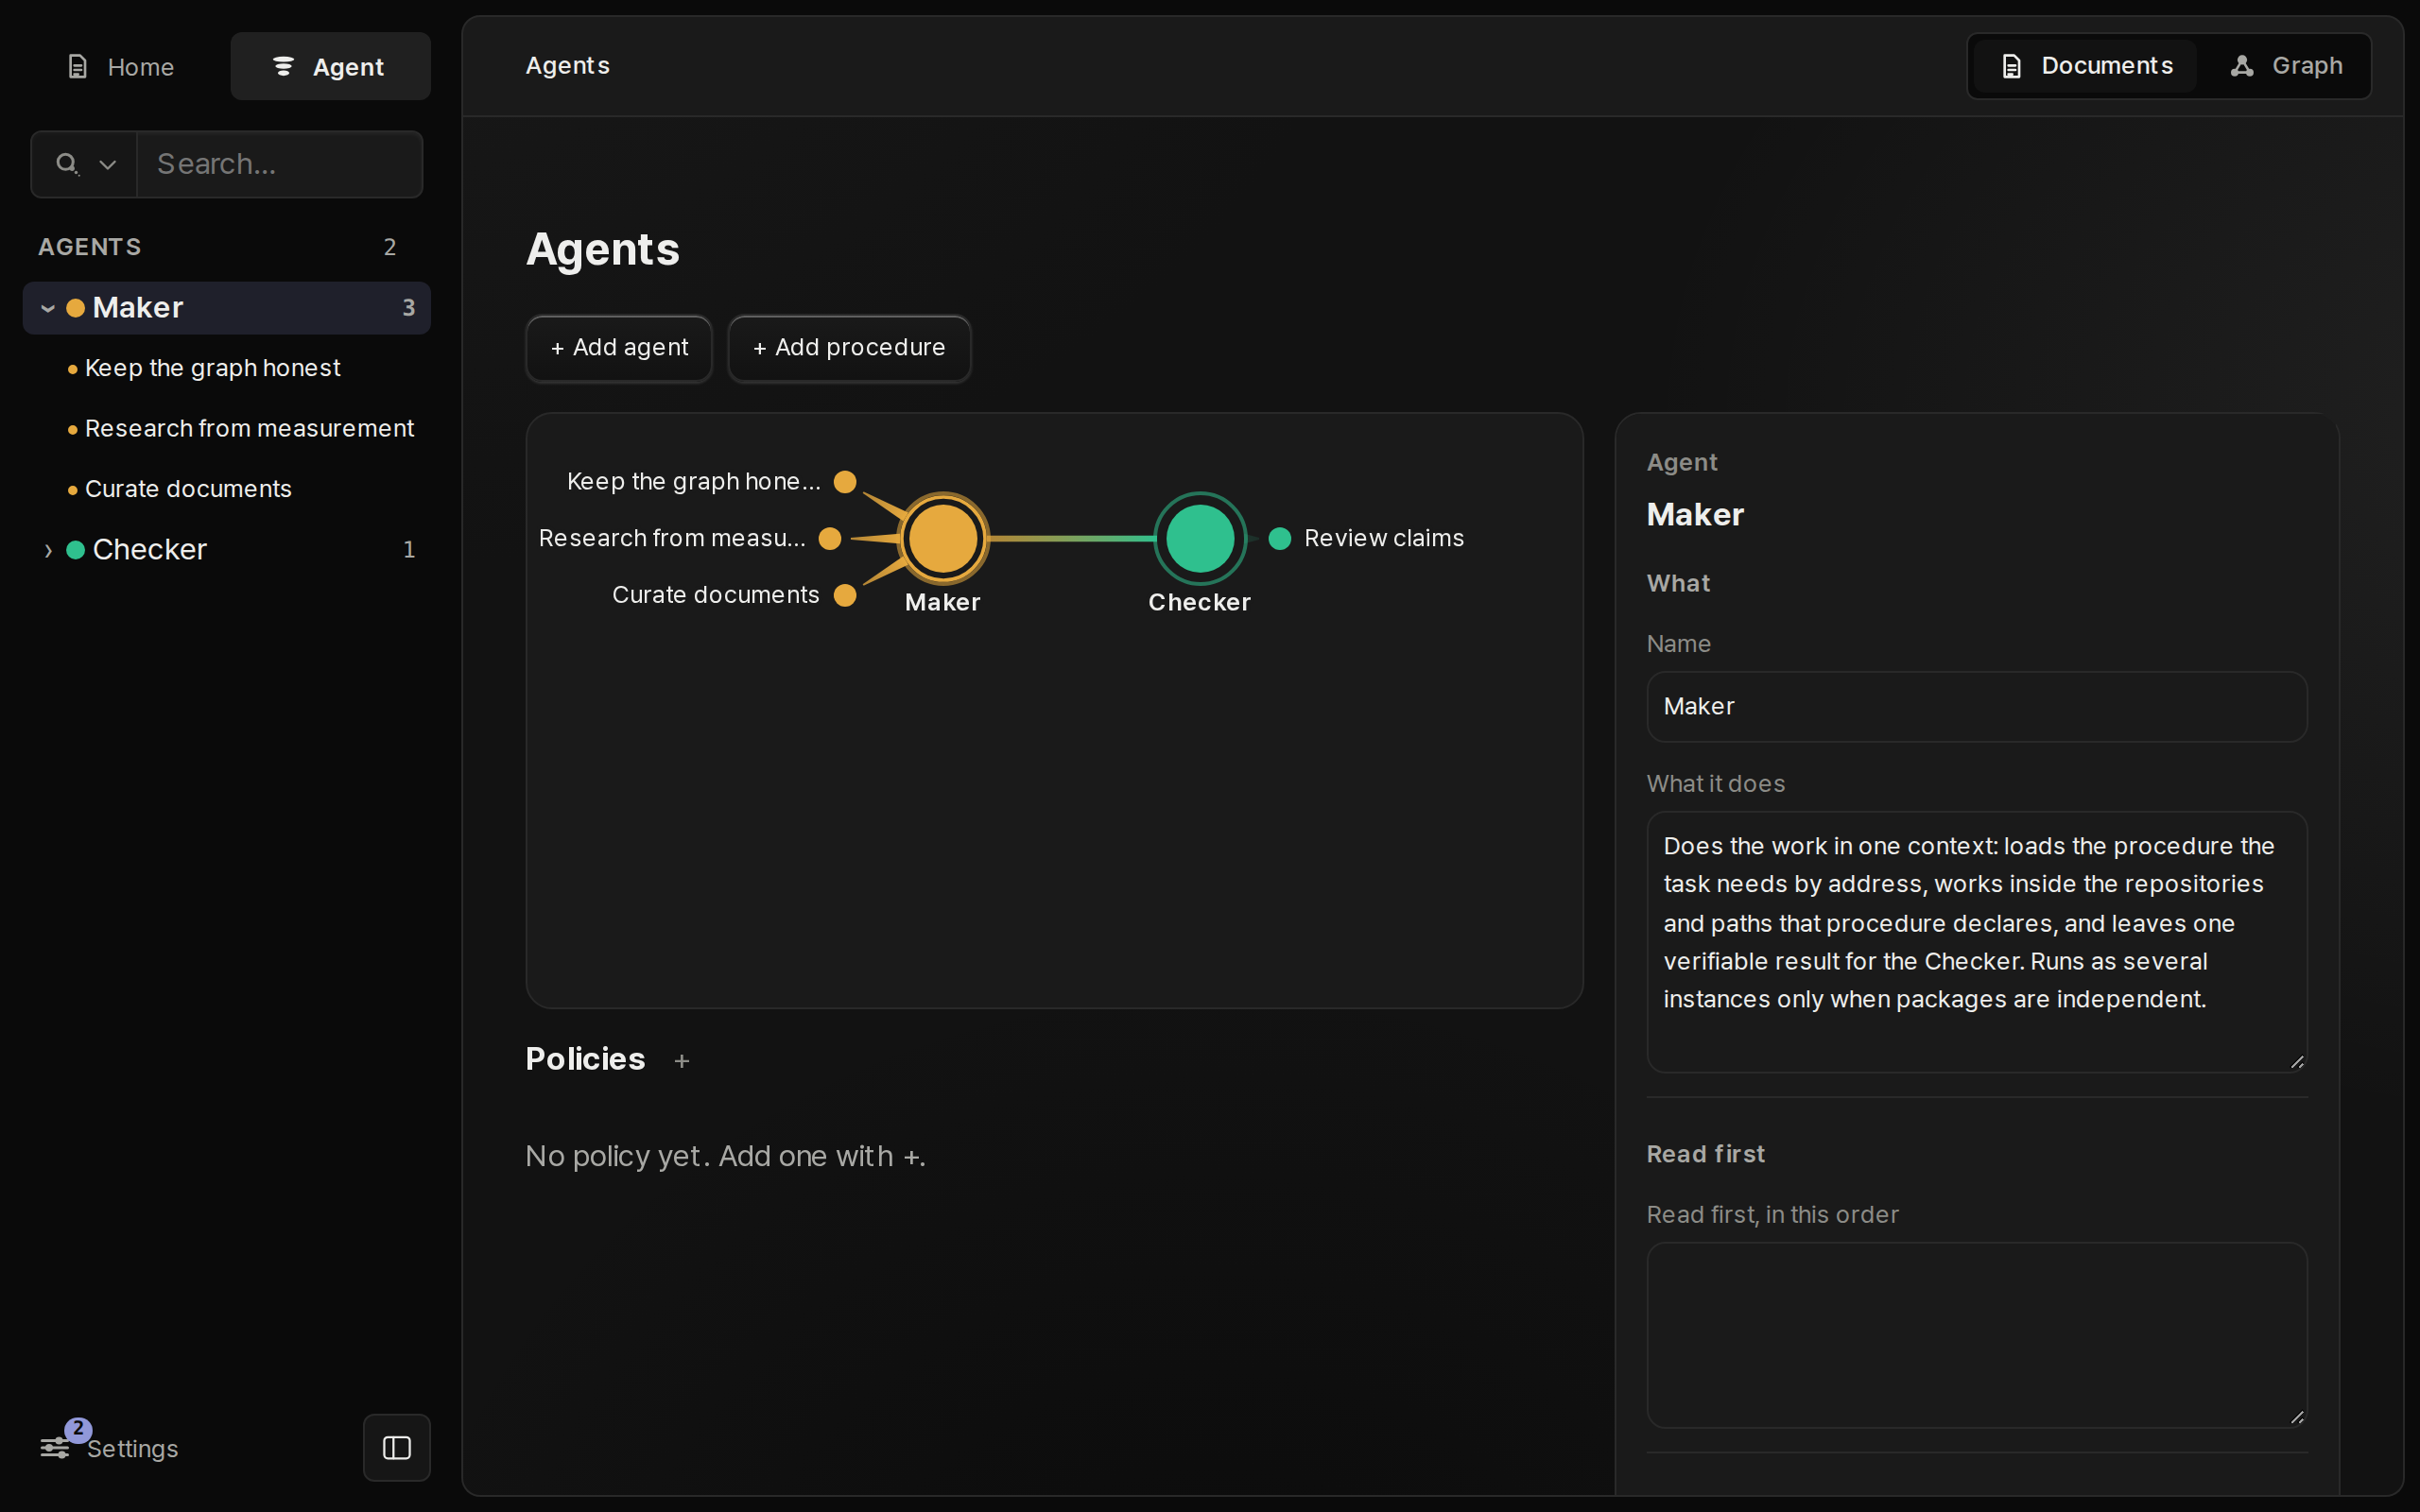 Home
Agent
Search...
AGENTS 2
Maker 3
Keep the graph honest
Research from measurement
Curate documents
Checker 1
2
Settings
Agents
Documents
Graph
Agents
+ Add agent
+ Add procedure
Keep the graph hone...
Research from measu...
Curate documents
Maker
Checker
Review claims
Policies +
No policy yet. Add one with +.
Agent
Maker
What
Name
Maker
What it does
Does the work in one context: loads the procedure the
task needs by address, works inside the repositories
and paths that procedure declares, and leaves one
verifiable result for the Checker. Runs as several
instances only when packages are independent.
Read first
Read first, in this order